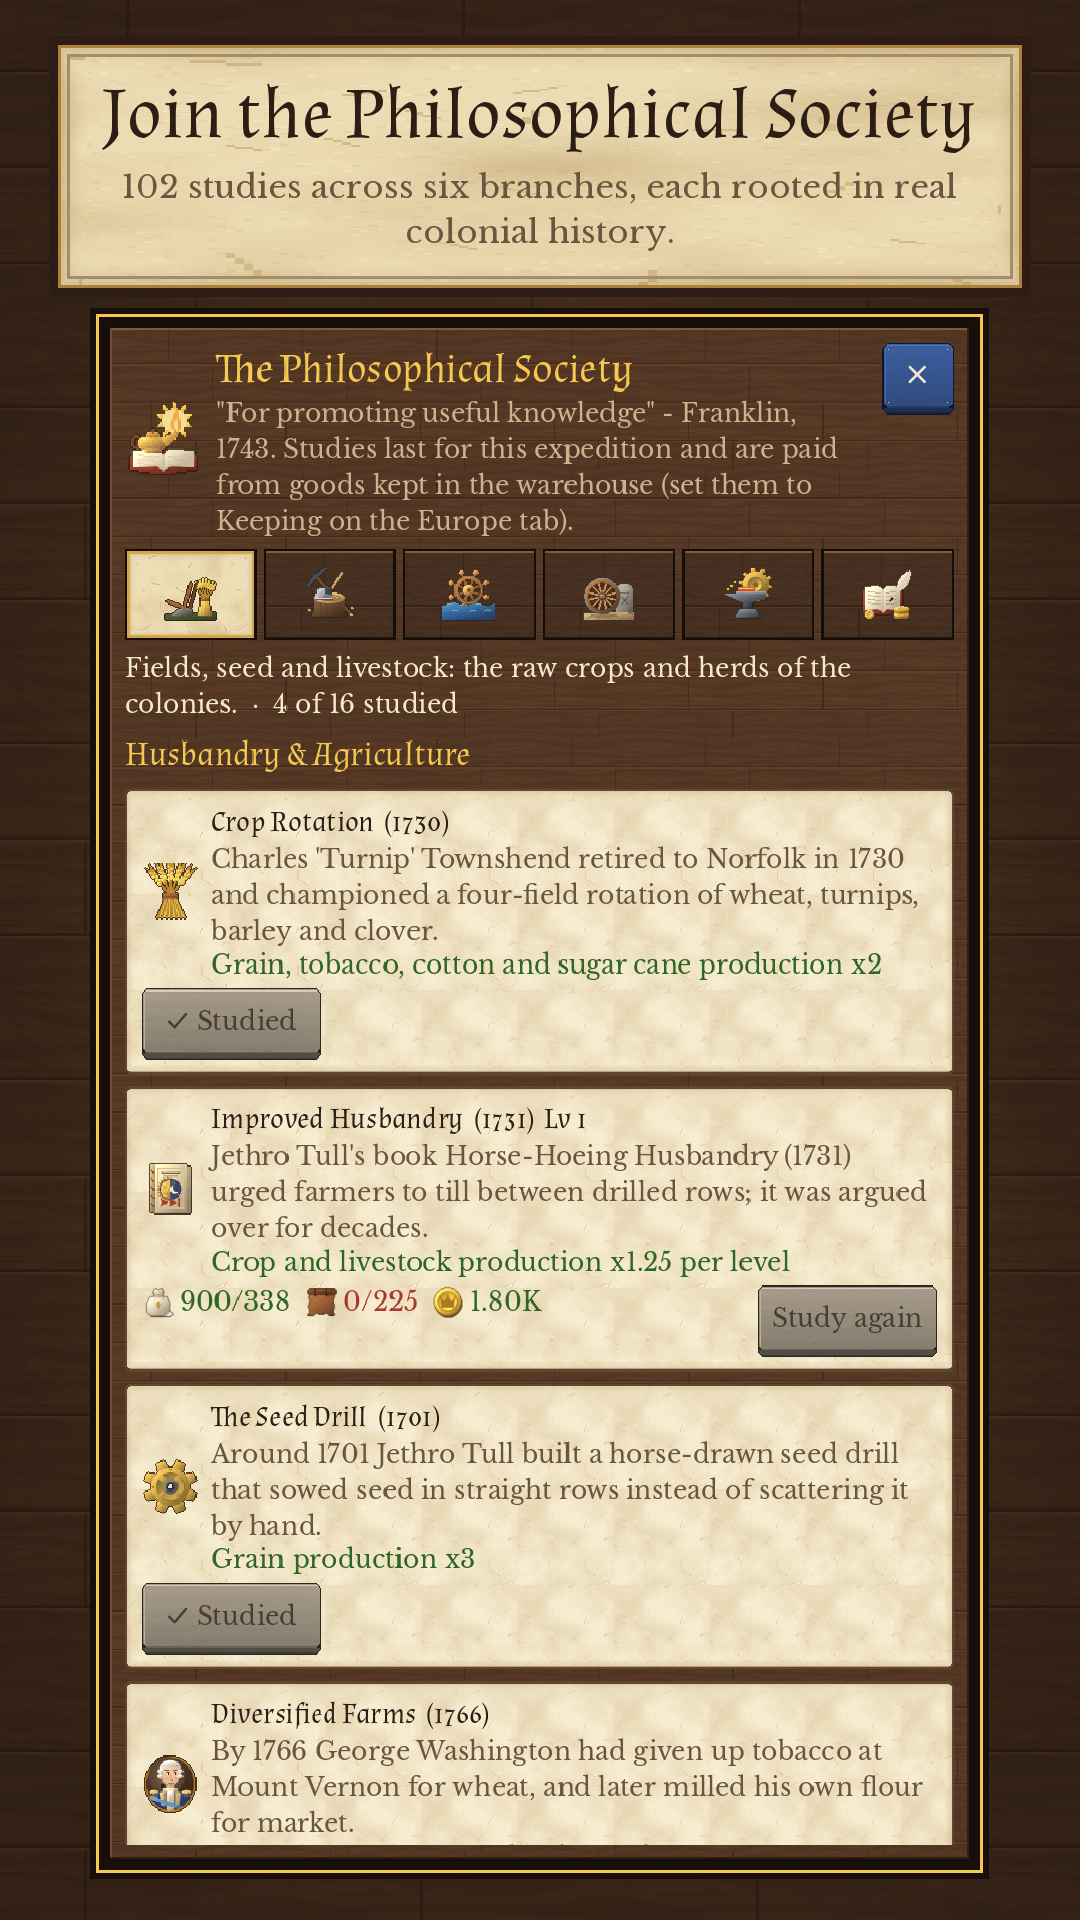 Join the Philosophical Society
102 studies across six branches, each rooted in real
colonial history.
The Philosophical Society
"For promoting useful knowledge" - Franklin,
1743. Studies last for this expedition and are paid
from goods kept in the warehouse (set them to
Keeping on the Europe tab).
Fields, seed and livestock: the raw crops and herds of the
colonies. · 4 of 16 studied
Husbandry & Agriculture
Crop Rotation (1730)
Charles 'Turnip' Townshend retired to Norfolk in 1730
and championed a four-field rotation of wheat, turnips,
barley and clover.
Grain, tobacco, cotton and sugar cane production x2
✓ Studied
Improved Husbandry (1731) Lv 1
Jethro Tull's book Horse-Hoeing Husbandry (1731)
urged farmers to till between drilled rows; it was argued
over for decades.
Crop and livestock production x1.25 per level
900/338 0/225 1.80K
Study again
The Seed Drill (1701)
Around 1701 Jethro Tull built a horse-drawn seed drill
that sowed seed in straight rows instead of scattering it
by hand.
Grain production x3
✓ Studied
Diversified Farms (1766)
By 1766 George Washington had given up tobacco at
Mount Vernon for wheat, and later milled his own flour
for market.